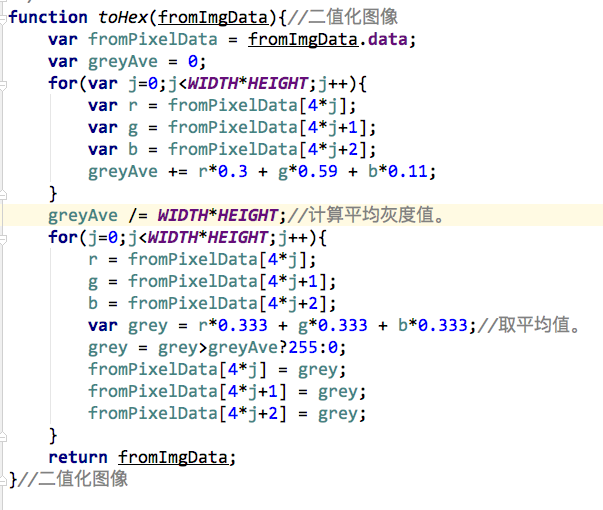 function toHex(fromImgData){//二值化图像
    var fromPixelData = fromImgData.data;
    var greyAve = 0;
    for(var j=0;j<WIDTH*HEIGHT;j++){
        var r = fromPixelData[4*j];
        var g = fromPixelData[4*j+1];
        var b = fromPixelData[4*j+2];
        greyAve += r*0.3 + g*0.59 + b*0.11;
    }
    greyAve /= WIDTH*HEIGHT;//计算平均灰度值。
    for(j=0;j<WIDTH*HEIGHT;j++){
        r = fromPixelData[4*j];
        g = fromPixelData[4*j+1];
        b = fromPixelData[4*j+2];
        var grey = r*0.333 + g*0.333 + b*0.333;//取平均值。
        grey = grey>greyAve?255:0;
        fromPixelData[4*j] = grey;
        fromPixelData[4*j+1] = grey;
        fromPixelData[4*j+2] = grey;
    }
    return fromImgData;
}//二值化图像